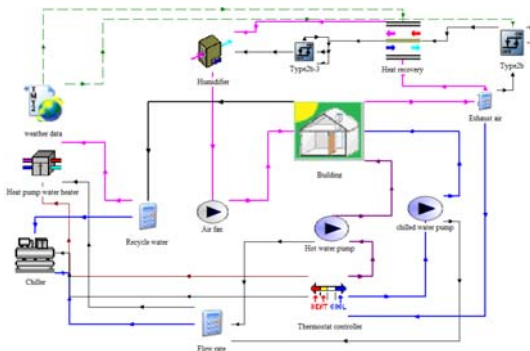 Humidifier
Type2b-3
Heat recovery
Type2b
TMY2
weather data
Exhaust air
Heat pump water heater
Building
Recycle water
Air fan
Hot water pump
chilled water pump
Chiller
HEAT COOL
Thermostat controller
Flow rate